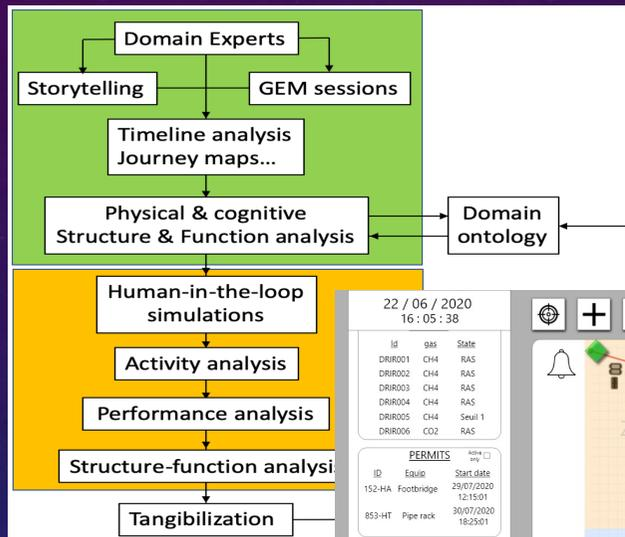 Domain Experts
Storytelling
GEM sessions
Timeline analysis
Journey maps...
Physical & cognitive
Structure & Function analysis
Domain
ontology
Human-in-the-loop
simulations
Activity analysis
Performance analysis
Structure-function analysi
Tangibilization
22 / 06 / 2020
16 : 05 : 38
Id gas State
DRIR001 CH4 RAS
DRIR002 CH4 RAS
DRIR003 CH4 RAS
DRIR004 CH4 RAS
DRIR005 CH4 Seuil 1
DRIR006 CO2 RAS
PERMITS Active only
ID Equip Start date
152-HA Footbridge 29/07/2020
12:15:01
853-HT Pipe rack 30/07/2020
18:25:01